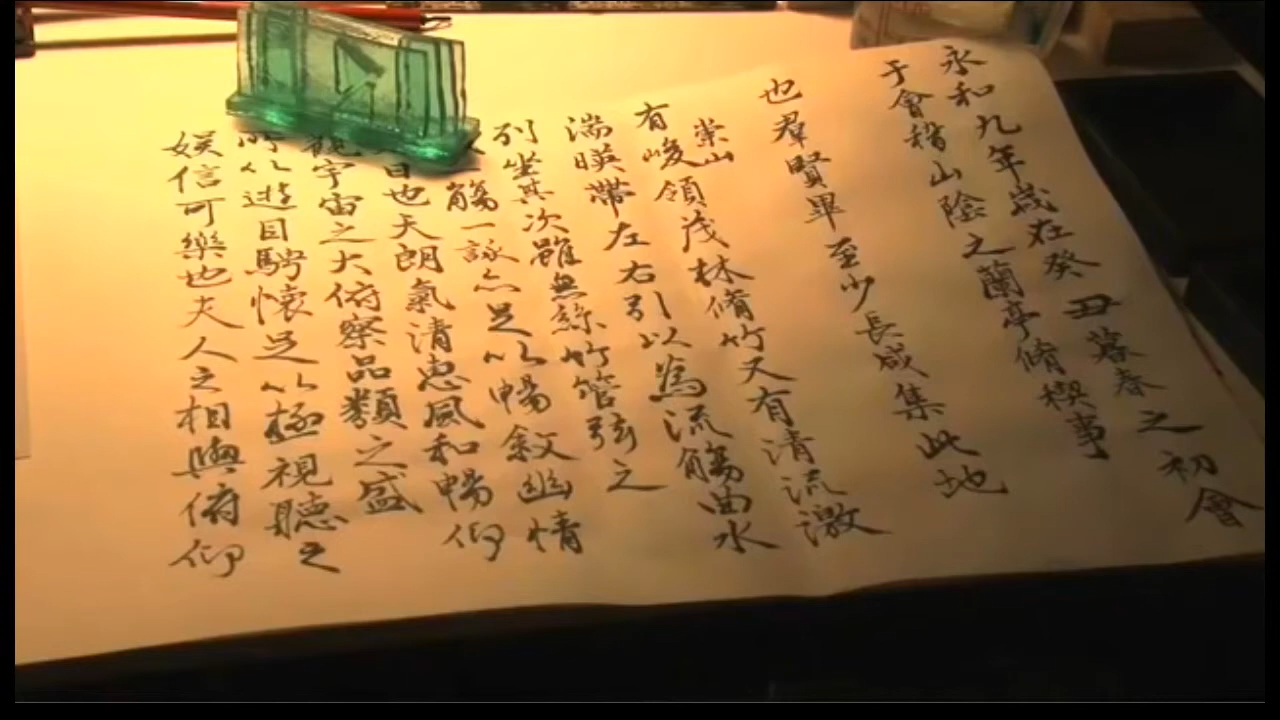 永和九年歳在癸丑暮春之初會
于會稽山陰之蘭亭脩稧事
也羣賢畢至少長咸集此地
有崇山峻領茂林脩竹又有清流激
湍暎帶左右引以為流觴曲水
列坐其次雖無絲竹管弦之
觴一詠亦足以暢敘幽情
日也天朗氣清惠風和暢仰
觀宇宙之大俯察品類之盛
所以遊目騁懷足以極視聽之
娱信可樂也夫人之相與俯仰